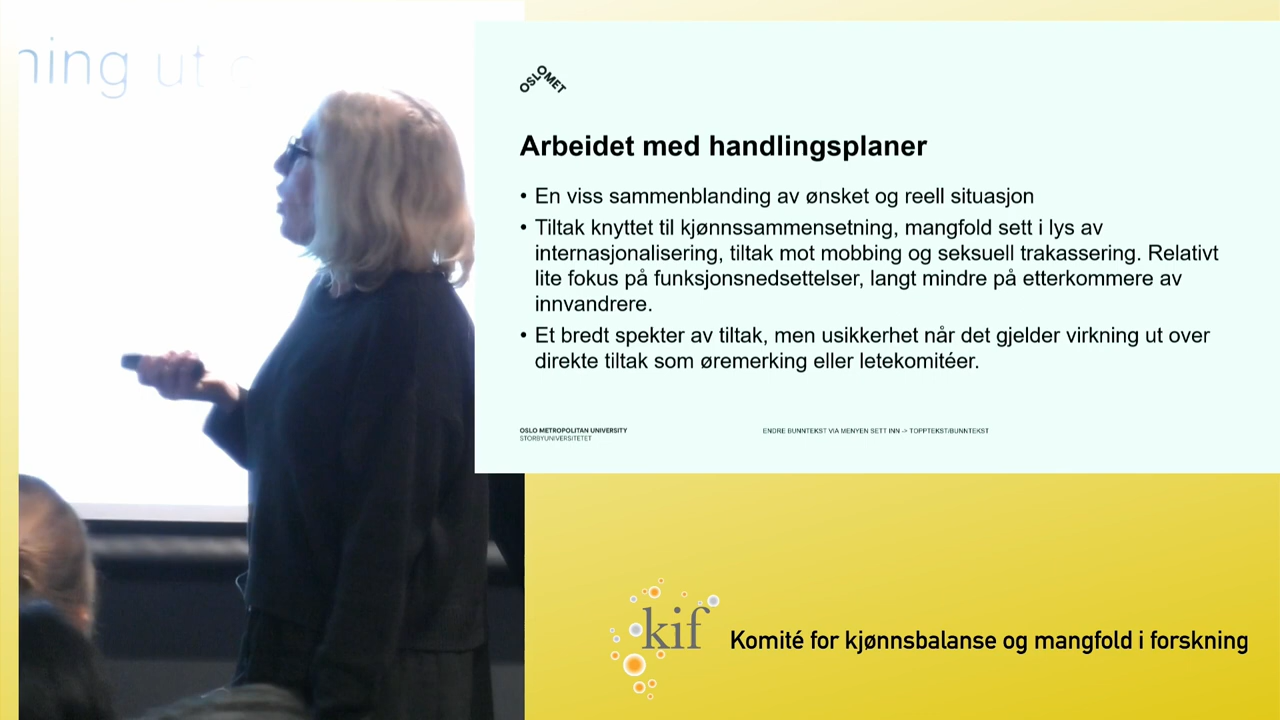 ning ut o
OSLOMET
Arbeidet med handlingsplaner
• En viss sammenblanding av ønsket og reell situasjon
• Tiltak knyttet til kjønnssammensetning, mangfold sett i lys av
internasjonalisering, tiltak mot mobbing og seksuell trakassering. Relativt
lite fokus på funksjonsnedsettelser, langt mindre på etterkommere av
innvandrere.
• Et bredt spekter av tiltak, men usikkerhet når det gjelder virkning ut over
direkte tiltak som øremerking eller letekomitéer.
OSLO METROPOLITAN UNIVERSITY
STORBYUNIVERSITETET
ENDRE BUNNTEKST VIA MENYEN SETT INN -> TOPPTEKST/BUNNTEKST
kif
Komité for kjønnsbalanse og mangfold i forskning